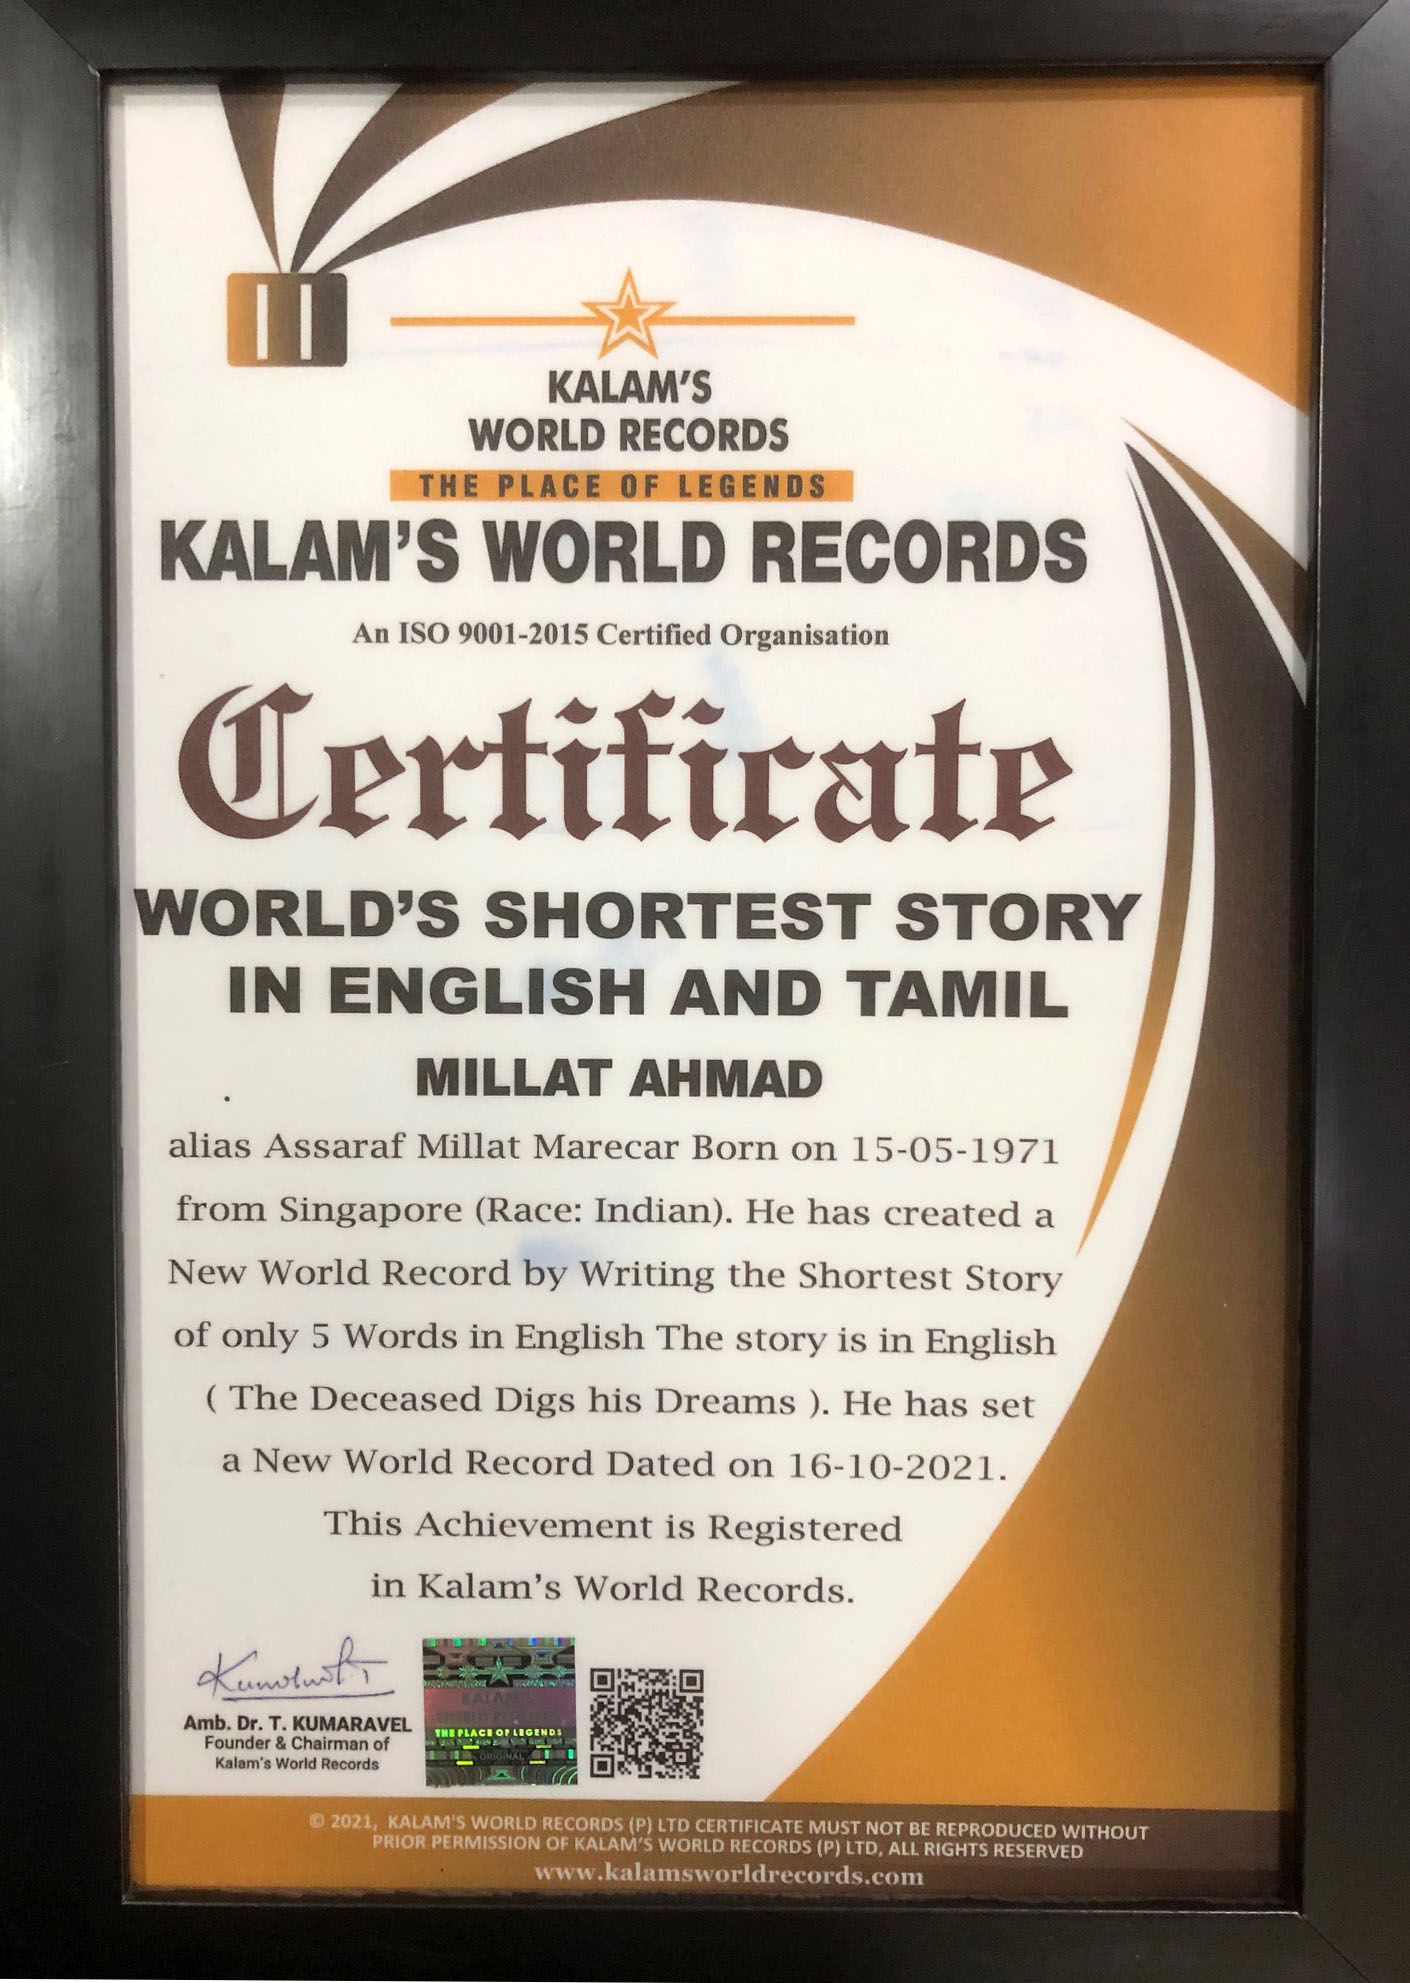 KALAM'S
WORLD RECORDS
THE PLACE OF LEGENDS
KALAM'S WORLD RECORDS
An ISO 9001-2015 Certified Organisation
Certificate
WORLD'S SHORTEST STORY
IN ENGLISH AND TAMIL
MILLAT AHMAD
alias Assaraf Millat Marecar Born on 15-05-1971
from Singapore (Race: Indian). He has created a
New World Record by Writing the Shortest Story
of only 5 Words in English The story is in English
( The Deceased Digs his Dreams ). He has set
a New World Record Dated on 16-10-2021.
This Achievement is Registered
in Kalam's World Records.
Amb. Dr. T. KUMARAVEL
Founder & Chairman of
Kalam's World Records
KALAM'S
WORLD RECORDS
THE PLACE OF LEGENDS
ORIGINAL
© 2021, KALAM'S WORLD RECORDS (P) LTD CERTIFICATE MUST NOT BE REPRODUCED WITHOUT
PRIOR PERMISSION OF KALAM'S WORLD RECORDS (P) LTD, ALL RIGHTS RESERVED
www.kalamsworldrecords.com